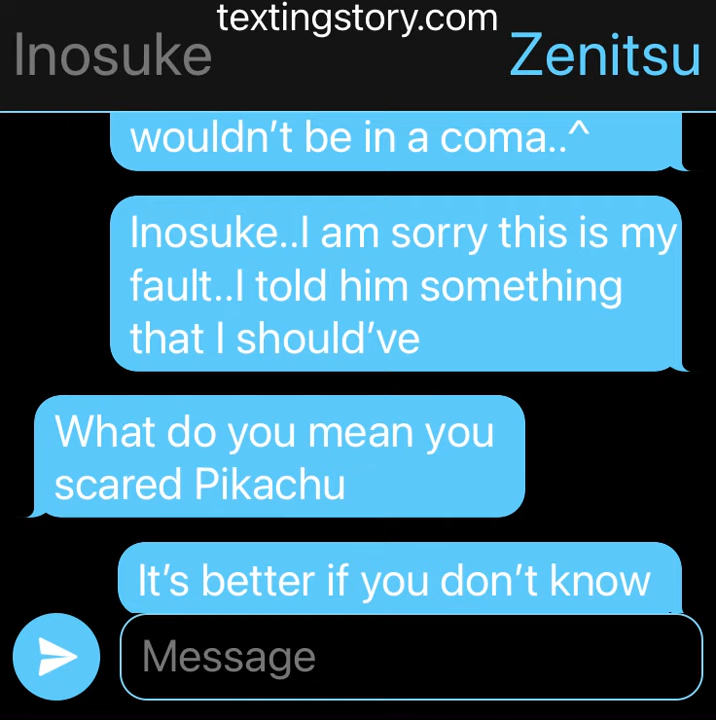 textingstory.com
Inosuke
Zenitsu
wouldn't be in a coma..^
Inosuke..I am sorry this is my
fault..I told him something
that I should've
What do you mean you
scared Pikachu
It's better if you don't know
Message